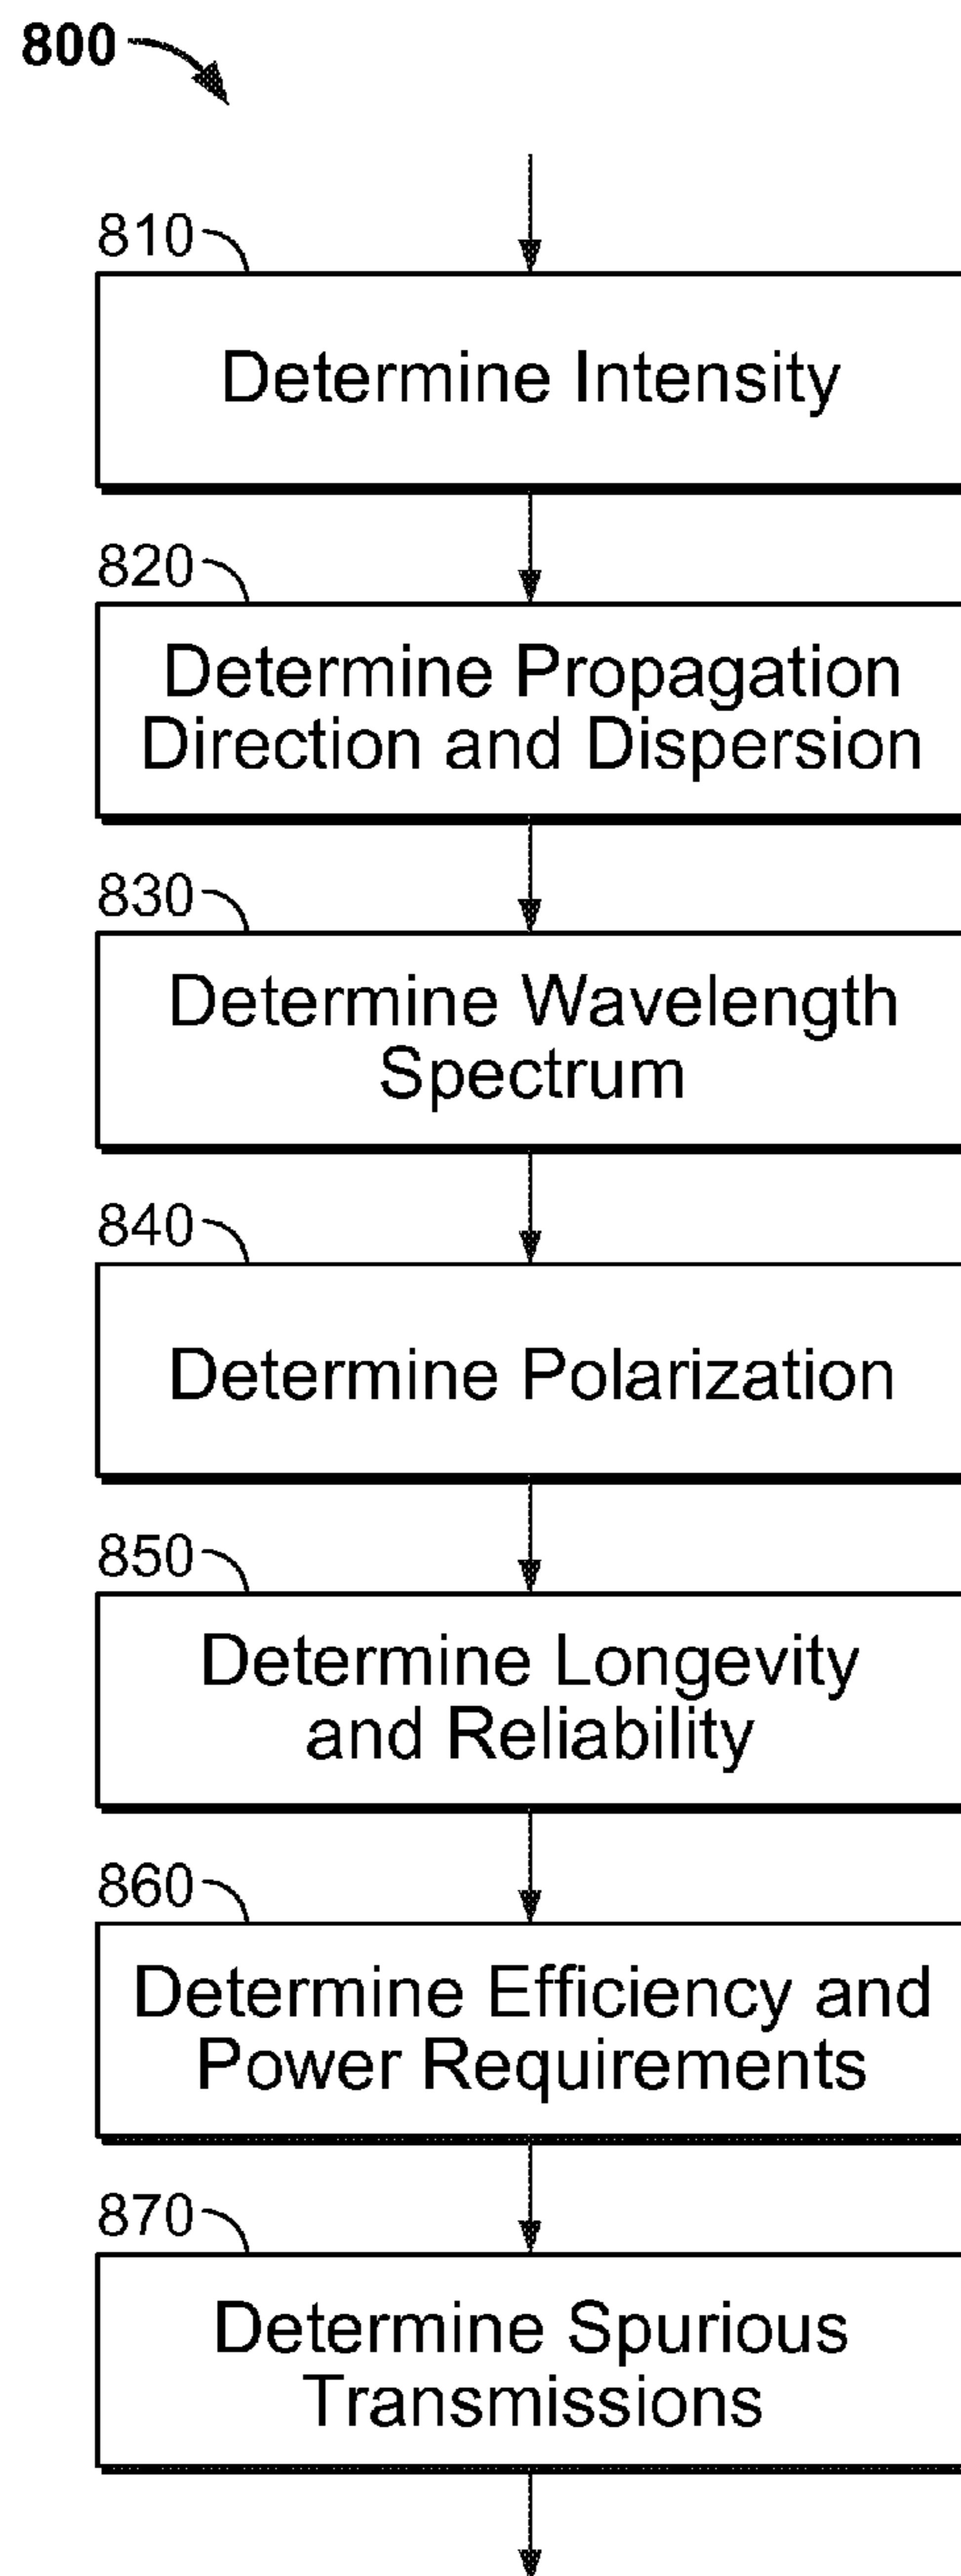 800
810
Determine Intensity
820
Determine Propagation
Direction and Dispersion
830
Determine Wavelength
Spectrum
840
Determine Polarization
850
Determine Longevity
and Reliability
860
Determine Efficiency and
Power Requirements
870
Determine Spurious
Transmissions